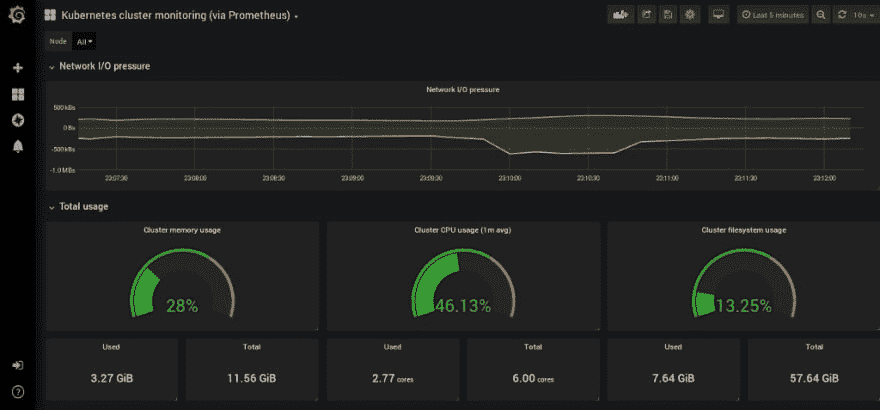 Kubernetes cluster monitoring (via Prometheus)
Last 5 minutes
10s
Node
All
Network I/O pressure
Network I/O pressure
500 kBs
0 Bs
-500 kBs
-1.0 MBs
23:07:30 23:08:00 23:08:30 23:09:00 23:09:30 23:10:00 23:10:30 23:11:00 23:11:30 23:12:00
Total usage
Cluster memory usage Cluster CPU usage (1m avg) Cluster filesystem usage
28% 46.13% 13.25%
Used Total Used Total Used Total
3.27 GiB 11.56 GiB 2.77 cores 6.00 cores 7.64 GiB 57.64 GiB